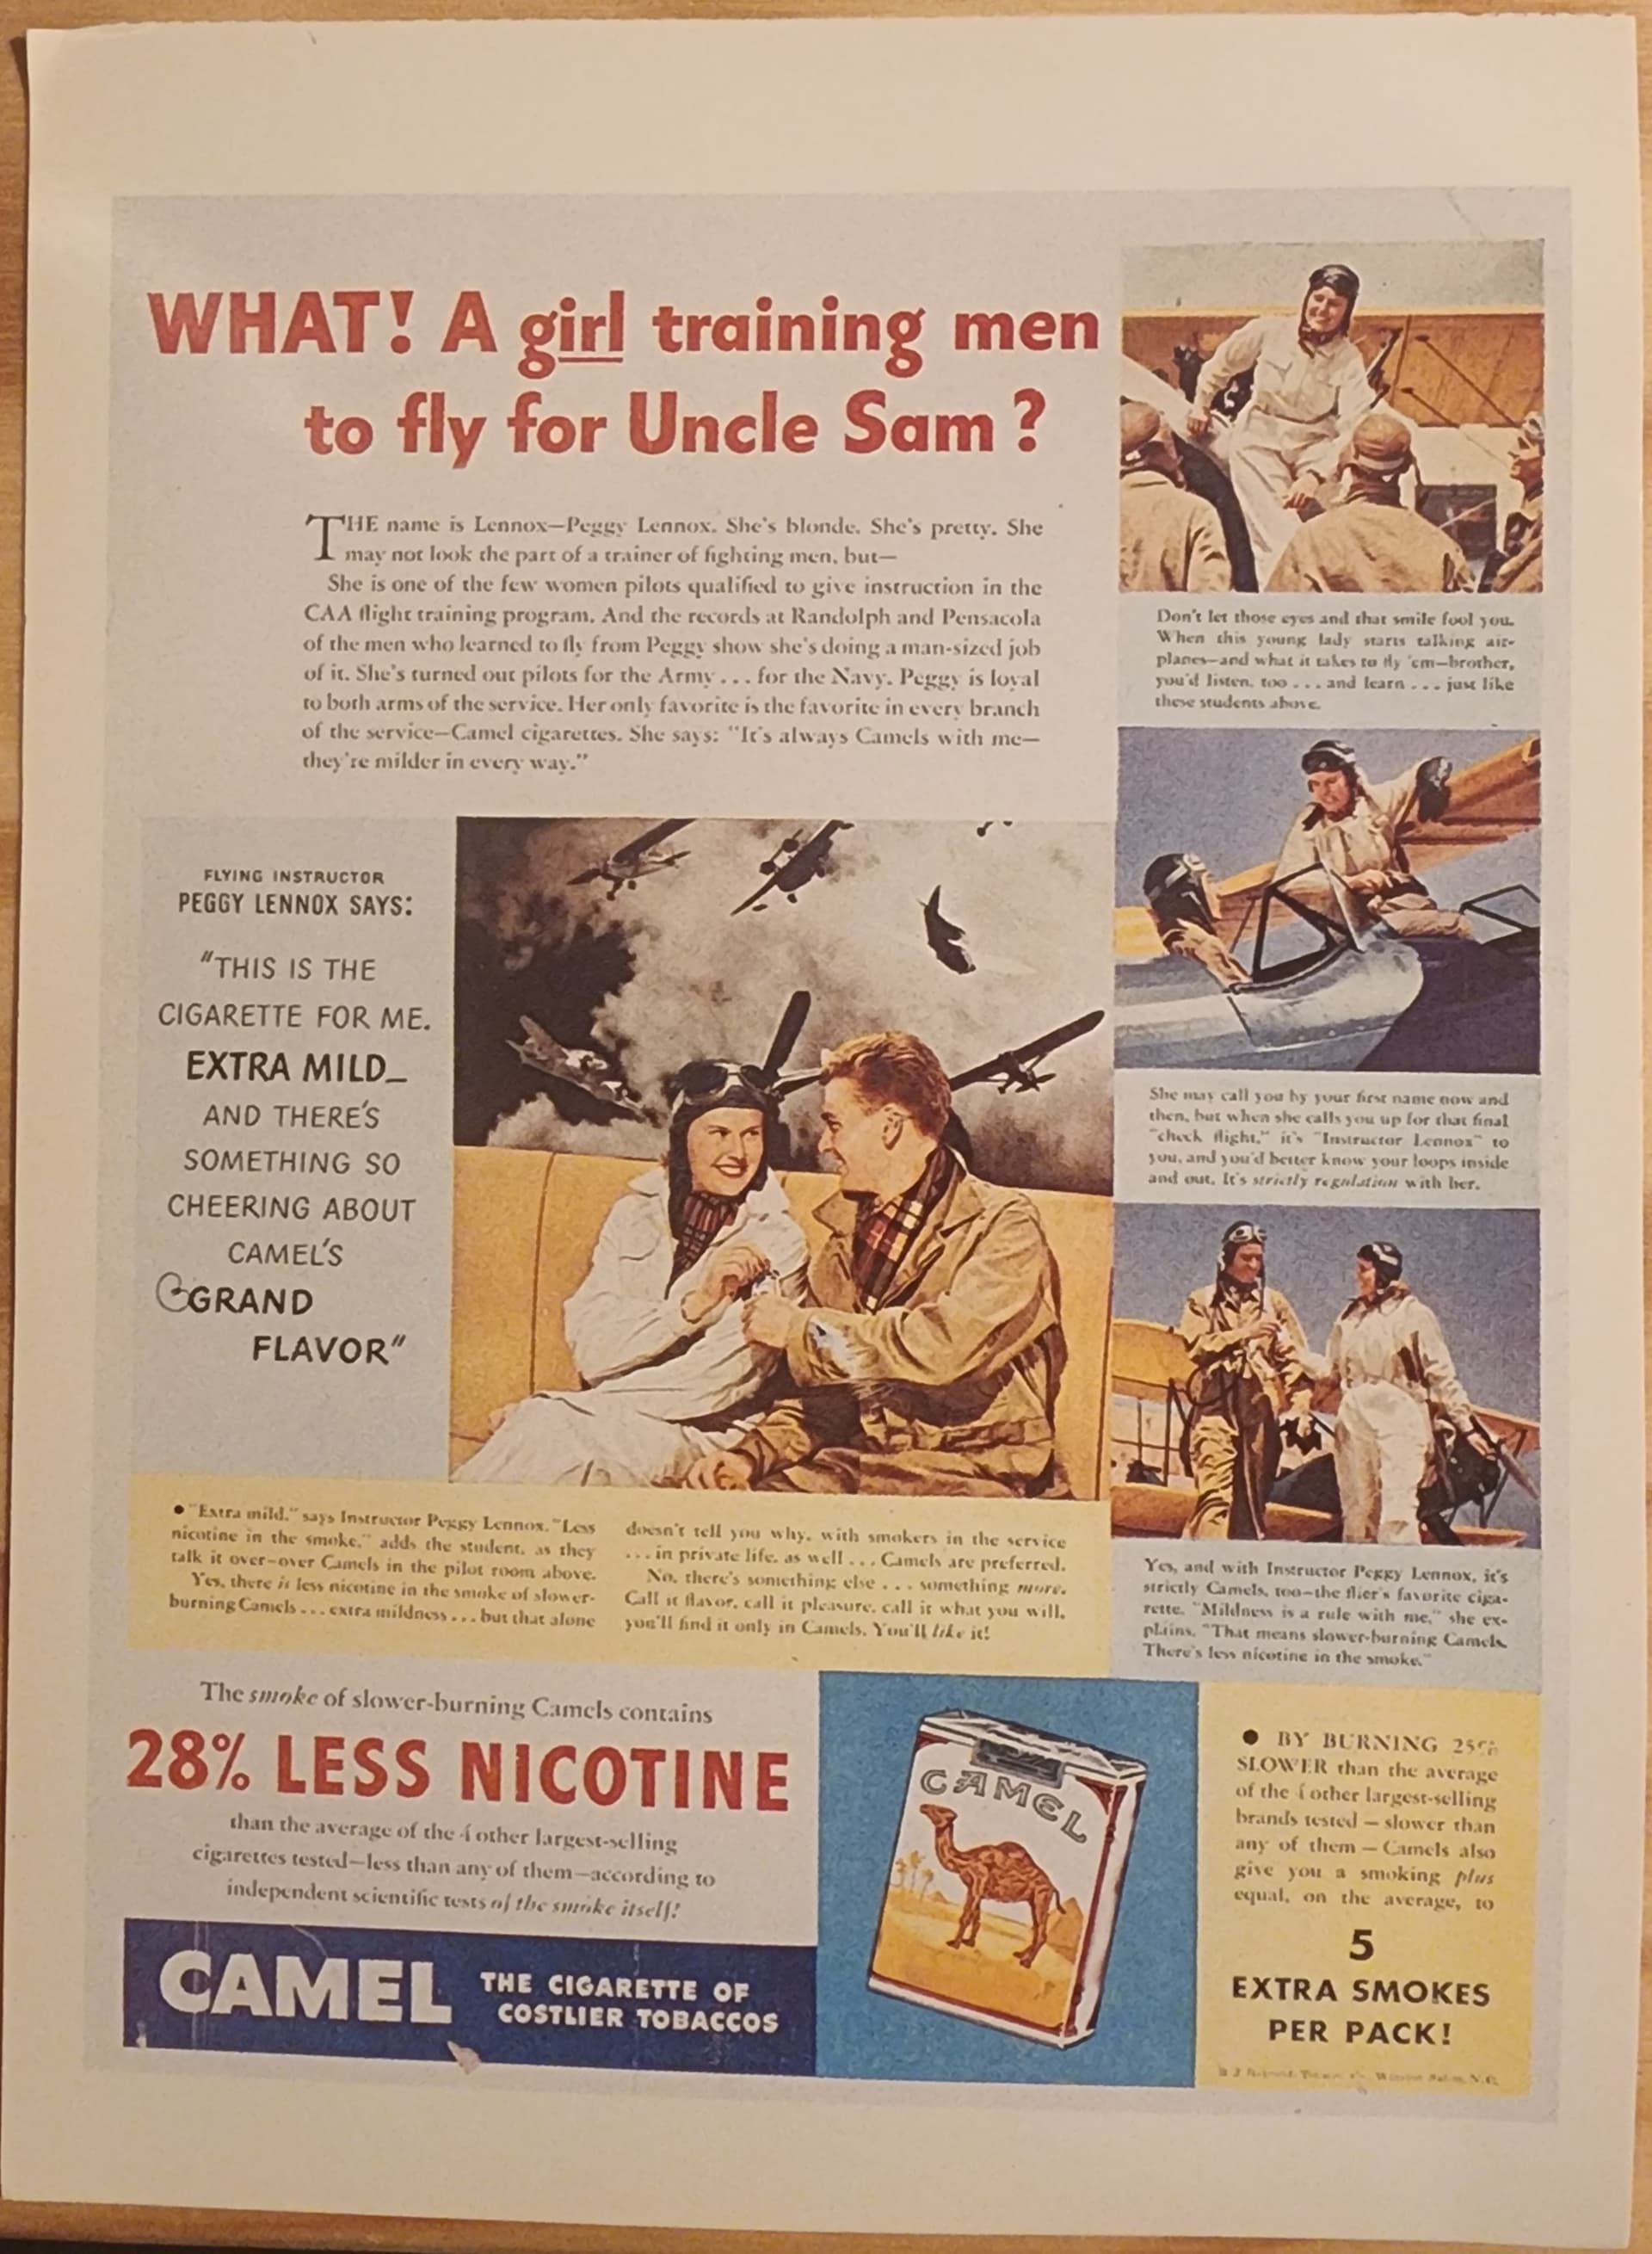 WHAT! A girl training men
to fly for Uncle Sam?
THE name is Lennox—Peggy Lennox. She's blonde. She's pretty. She
may not look the part of a trainer of fighting men, but—
She is one of the few women pilots qualified to give instruction in the
CAA flight training program. And the records at Randolph and Pensacola
of the men who learned to fly from Peggy show she's doing a man-sized job
of it. She's turned out pilots for the Army . . . for the Navy. Peggy is loyal
to both arms of the service. Her only favorite is the favorite in every branch
of the service—Camel cigarettes. She says: "It's always Camels with me—
they're milder in every way."
Don't let those eyes and that smile fool you.
When this young lady starts talking air-
planes—and what it takes to fly 'em—brother,
you'd listen, too . . . and learn . . . just like
these students above.
FLYING INSTRUCTOR
PEGGY LENNOX SAYS:
"THIS IS THE
CIGARETTE FOR ME.
EXTRA MILD—
AND THERE'S
SOMETHING SO
CHEERING ABOUT
CAMEL'S
GRAND
FLAVOR"
She may call you by your first name now and
then, but when she calls you up for that final
"check flight," it's "Instructor Lennox" to
you, and you'd better know your loops inside
and out. It's strictly regulation with her.
• "Extra mild," says Instructor Peggy Lennox. "Less
nicotine in the smoke," adds the student, as they
talk it over—over Camels in the pilot room above.
Yes, there is less nicotine in the smoke of slower-
burning Camels . . . extra mildness . . . but that alone
doesn't tell you why, with smokers in the service
. . . in private life, as well . . . Camels are preferred.
No, there's something else . . . something more.
Call it flavor, call it pleasure, call it what you will,
you'll find it only in Camels. You'll like it!
Yes, and with Instructor Peggy Lennox, it's
strictly Camels, too—the flier's favorite ciga-
rette. "Mildness is a rule with me," she ex-
plains. "That means slower-burning Camels.
There's less nicotine in the smoke."
The smoke of slower-burning Camels contains
28% LESS NICOTINE
than the average of the 4 other largest-selling
cigarettes tested—less than any of them—according to
independent scientific tests of the smoke itself!
CAMEL THE CIGARETTE OF
COSTLIER TOBACCOS
CAMEL
• BY BURNING 25%
SLOWER than the average
of the 4 other largest-selling
brands tested — slower than
any of them — Camels also
give you a smoking plus
equal, on the average, to
5
EXTRA SMOKES
PER PACK!
Winston-Salem, N.C.